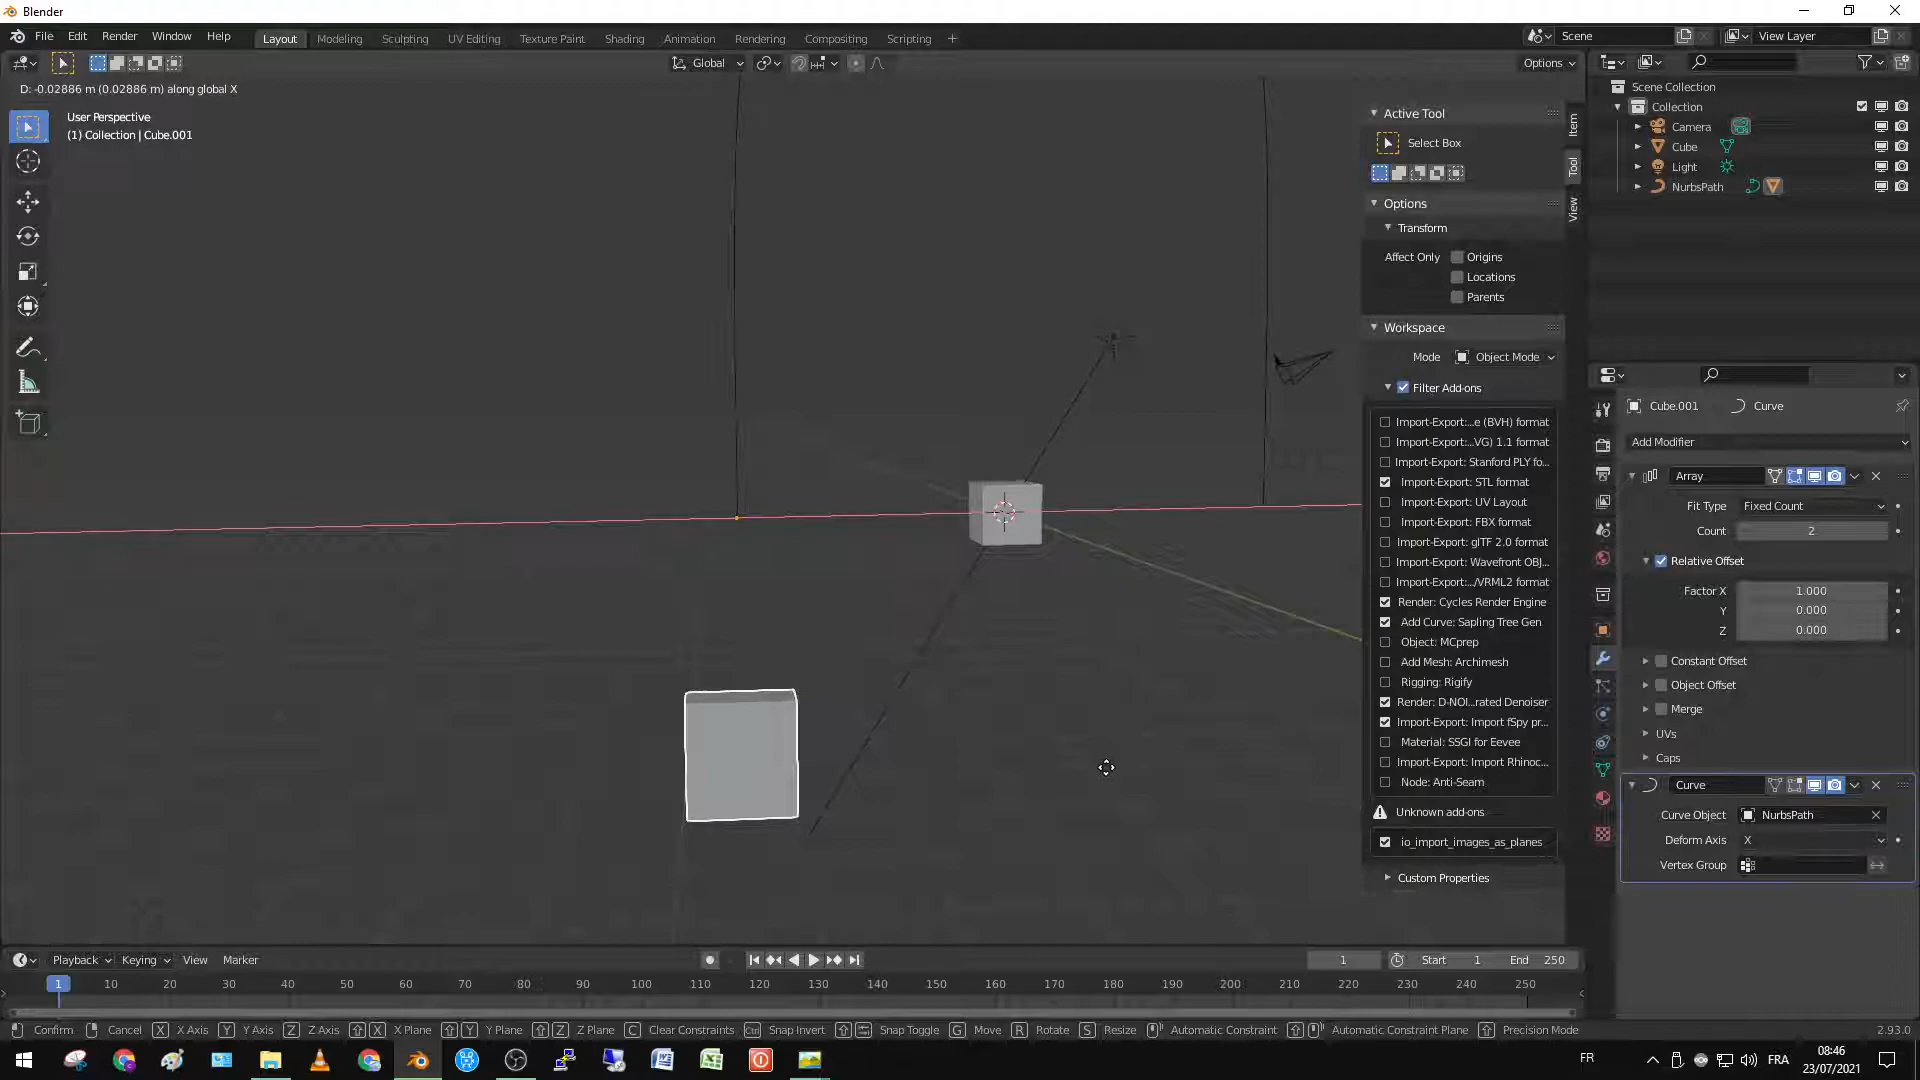 Blender
File Edit Render Window Help
Layout Modeling Sculpting UV Editing Texture Paint Shading Animation Rendering Compositing Scripting
Scene
View Layer
Global
Options
D: -0.02886 m (0.02886 m) along global X
User Perspective
(1) Collection | Cube.001
Active Tool
Select Box
Options
Transform
Affect Only Origins
Locations
Parents
Workspace
Mode Object Mode
Filter Add-ons
Import-Export:...e (BVH) format
Import-Export:...VG) 1.1 format
Import-Export: Stanford PLY fo...
Import-Export: STL format
Import-Export: UV Layout
Import-Export: FBX format
Import-Export: glTF 2.0 format
Import-Export: Wavefront OBJ...
Import-Export:.../VRML2 format
Render: Cycles Render Engine
Add Curve: Sapling Tree Gen
Object: MCprep
Add Mesh: Archimesh
Rigging: Rigify
Render: D-NOI...rated Denoiser
Import-Export: Import fSpy pr...
Material: SSGI for Eevee
Import-Export: Import Rhinoc...
Node: Anti-Seam
Unknown add-ons
io_import_images_as_planes
Custom Properties
Item
Tool
View
Scene Collection
Collection
Camera
Cube
Light
NurbsPath
Cube.001 Curve
Add Modifier
Array
Fit Type Fixed Count
Count 2
Relative Offset
Factor X 1.000
Y 0.000
Z 0.000
Constant Offset
Object Offset
Merge
UVs
Caps
Curve
Curve Object NurbsPath
Deform Axis X
Vertex Group
Playback Keying View Marker
1 Start 1 End 250
1 10 20 30 40 50 60 70 80 90 100 110 120 130 140 150 160 170 180 190 200 210 220 230 240 250
Confirm Cancel X X Axis Y Y Axis Z Z Axis X X Plane Y Y Plane Z Z Plane C Clear Constraints Ctrl Snap Invert Snap Toggle G Move R Rotate S Resize Automatic Constraint Automatic Constraint Plane Precision Mode 2.93.0
FR
FRA
08:46
23/07/2021